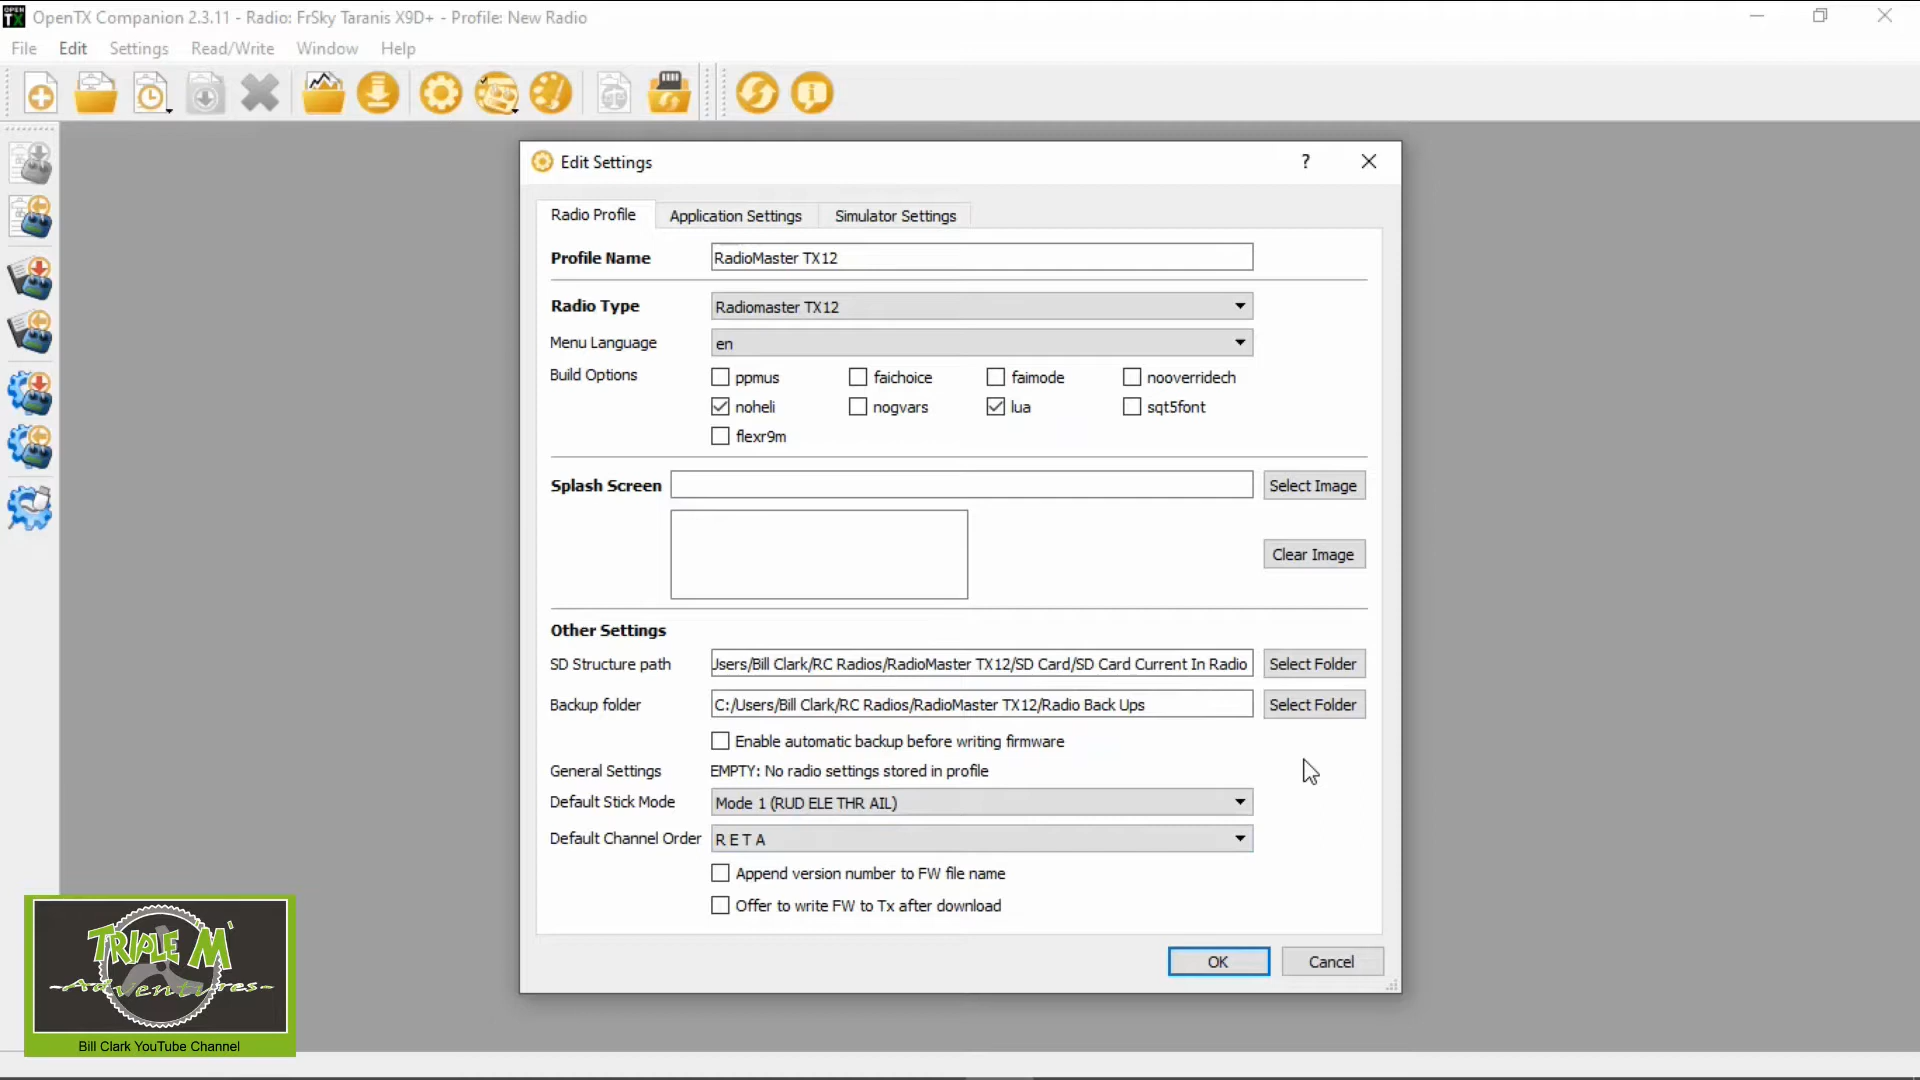 OpenTX Companion 2.3.11 - Radio: FrSky Taranis X9D+ - Profile: New Radio
File Edit Settings Read/Write Window Help
Edit Settings
?
Radio Profile Application Settings Simulator Settings
Profile Name RadioMaster TX12
Radio Type Radiomaster TX12
Menu Language en
Build Options ppmus faichoice faimode nooverridech
noheli nogvars lua sqt5font
flexr9m
Splash Screen Select Image
Clear Image
Other Settings
SD Structure path Jsers/Bill Clark/RC Radios/RadioMaster TX12/SD Card/SD Card Current In Radio Select Folder
Backup folder C:/Users/Bill Clark/RC Radios/RadioMaster TX12/Radio Back Ups Select Folder
Enable automatic backup before writing firmware
General Settings EMPTY: No radio settings stored in profile
Default Stick Mode Mode 1 (RUD ELE THR AIL)
Default Channel Order R E T A
Append version number to FW file name
Offer to write FW to Tx after download
OK Cancel
TRIPLE M
-Adventures-
Bill Clark YouTube Channel